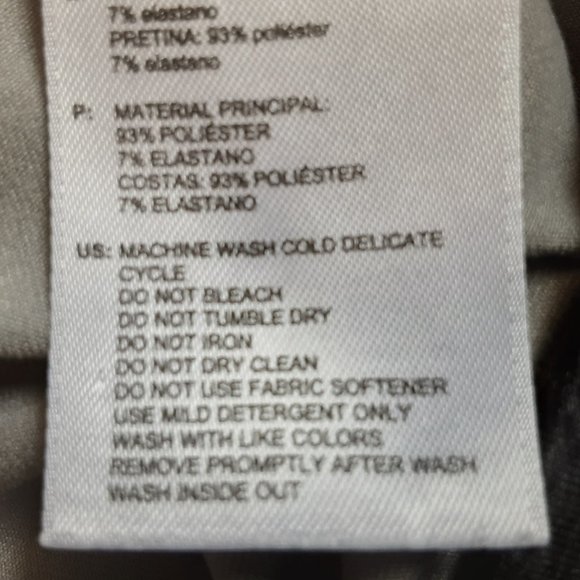 7% elastano
PRETINA: 93% poliéster
7% elastano
P: MATERIAL PRINCIPAL:
93% POLIÉSTER
7% ELASTANO
COSTAS: 93% POLIÉSTER
7% ELASTANO
US: MACHINE WASH COLD DELICATE
CYCLE
DO NOT BLEACH
DO NOT TUMBLE DRY
DO NOT IRON
DO NOT DRY CLEAN
DO NOT USE FABRIC SOFTENER
USE MILD DETERGENT ONLY
WASH WITH LIKE COLORS
REMOVE PROMPTLY AFTER WASH
WASH INSIDE OUT